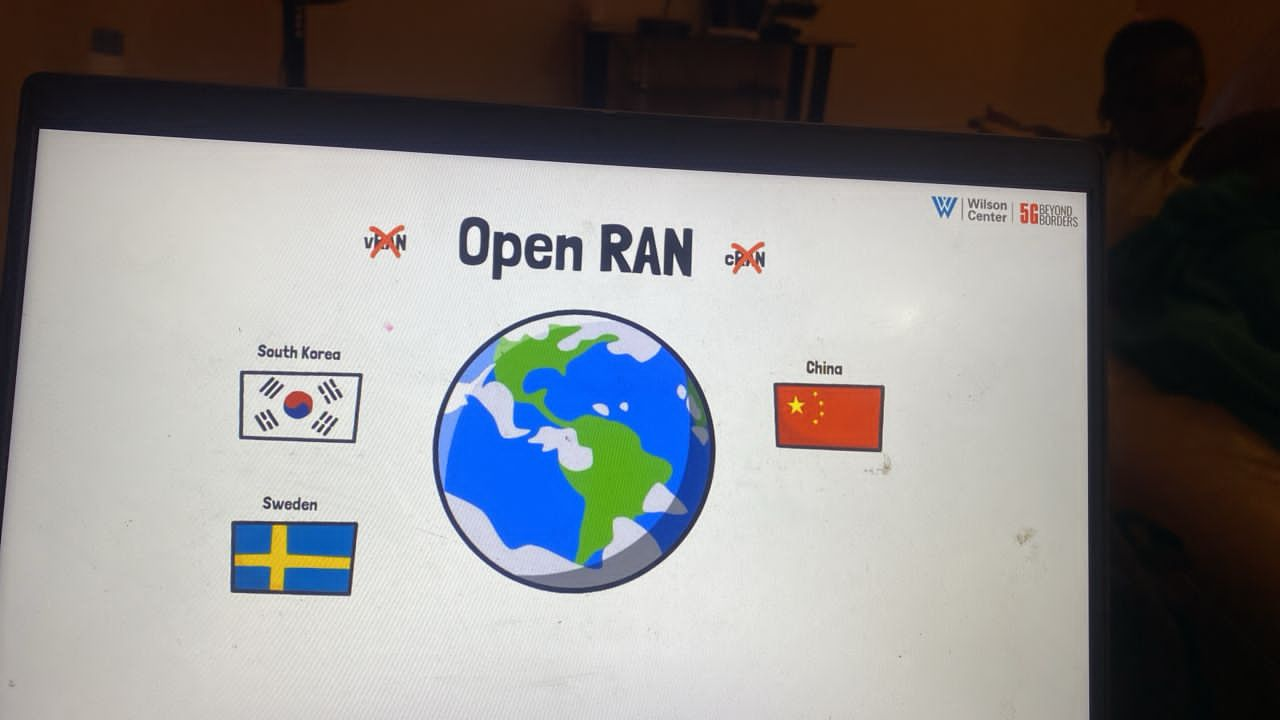 Wilson
Center
5G BEYOND
BORDERS
vRAN
Open RAN
cRAN
South Korea
China
Sweden